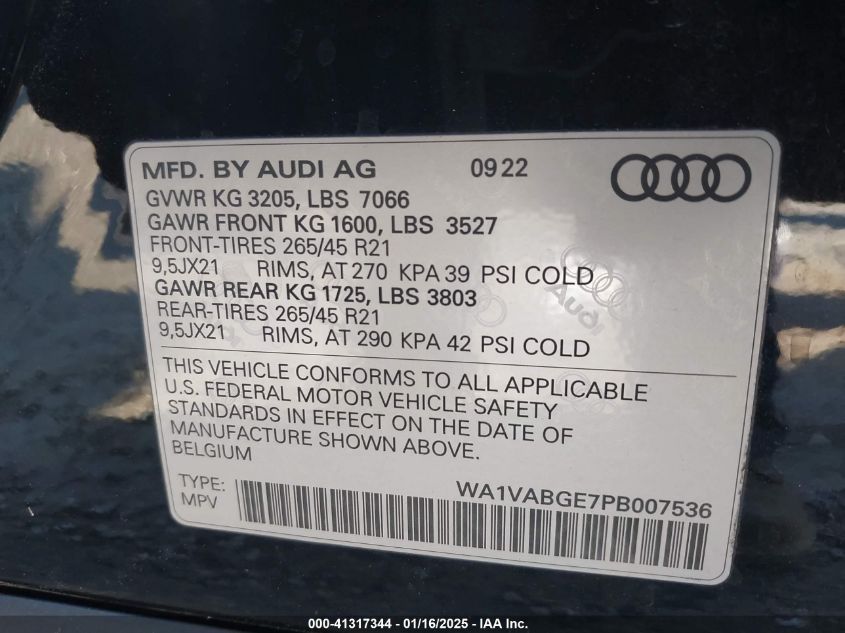 MFD. BY AUDI AG 09 22
GVWR KG 3205, LBS 7066
GAWR FRONT KG 1600, LBS 3527
FRONT-TIRES 265/45 R21
9,5JX21 RIMS, AT 270 KPA 39 PSI COLD
GAWR REAR KG 1725, LBS 3803
REAR-TIRES 265/45 R21
9,5JX21 RIMS, AT 290 KPA 42 PSI COLD
Audi
THIS VEHICLE CONFORMS TO ALL APPLICABLE
U.S. FEDERAL MOTOR VEHICLE SAFETY
STANDARDS IN EFFECT ON THE DATE OF
MANUFACTURE SHOWN ABOVE.
BELGIUM
TYPE: WA1VABGE7PB007536
MPV
000-41317344 / 01/16/2025 - IAA Inc.